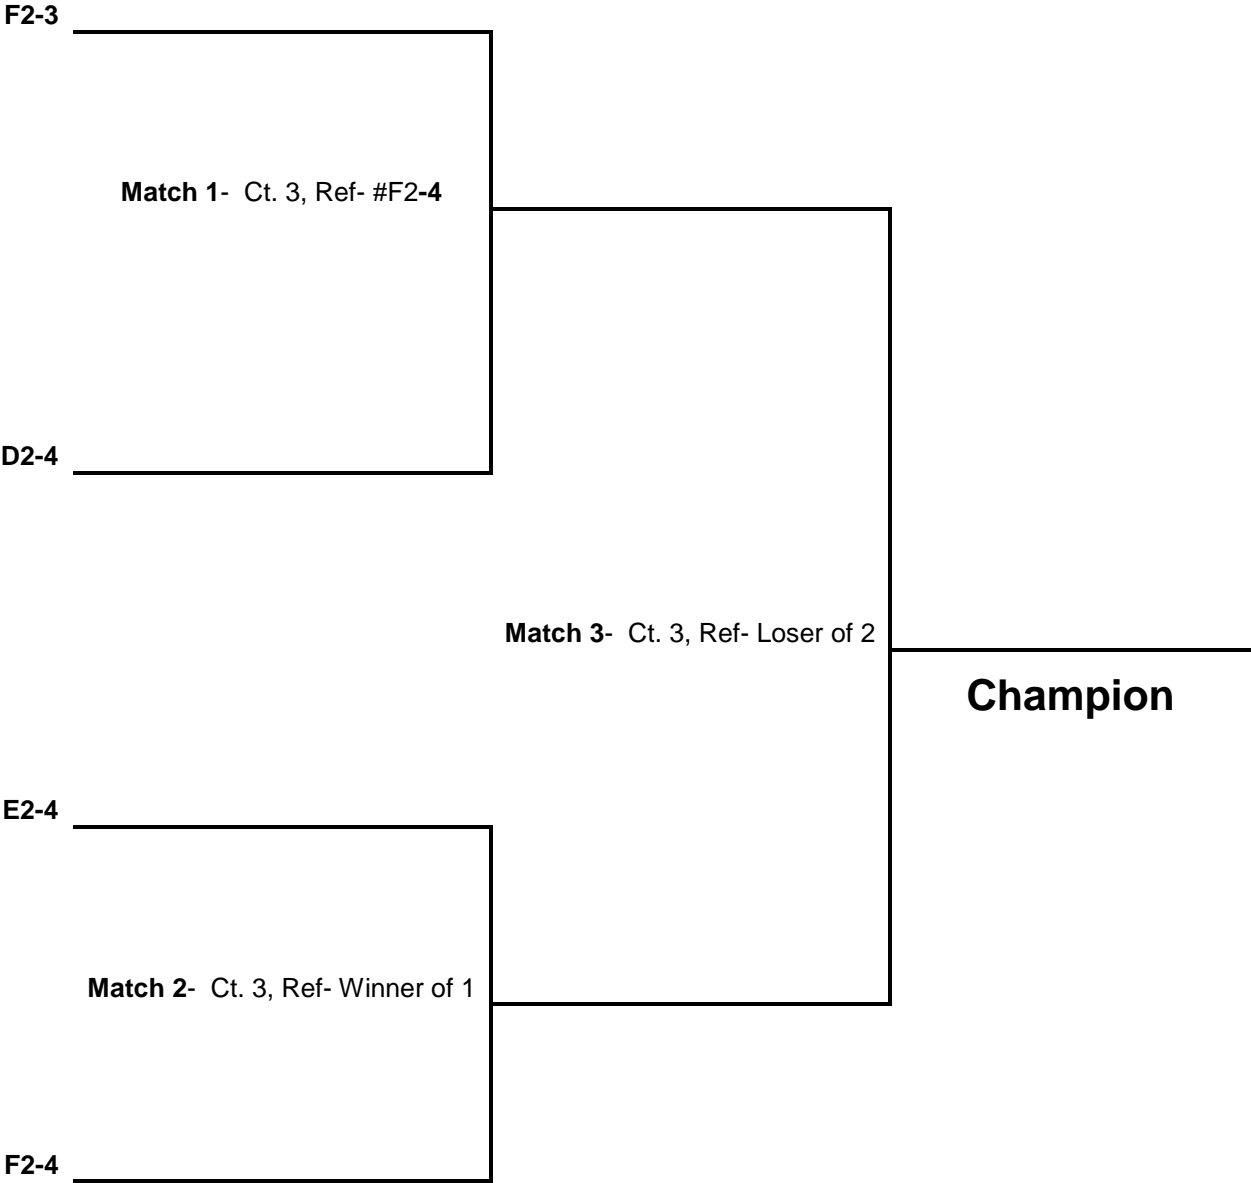 F2-3
Match 1-  Ct. 3, Ref- #F2-4
D2-4
Match 3-  Ct. 3, Ref- Loser of 2
Champion
E2-4
Match 2-  Ct. 3, Ref- Winner of 1
F2-4